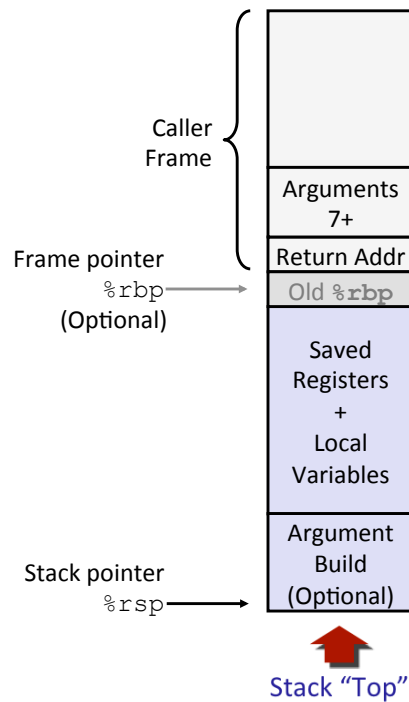 Caller
Frame
Arguments
7+
Return Addr
Frame pointer
%rbp
(Optional)
Old %rbp
Saved
Registers
+
Local
Variables
Argument
Build
(Optional)
Stack pointer
%rsp
Stack “Top”